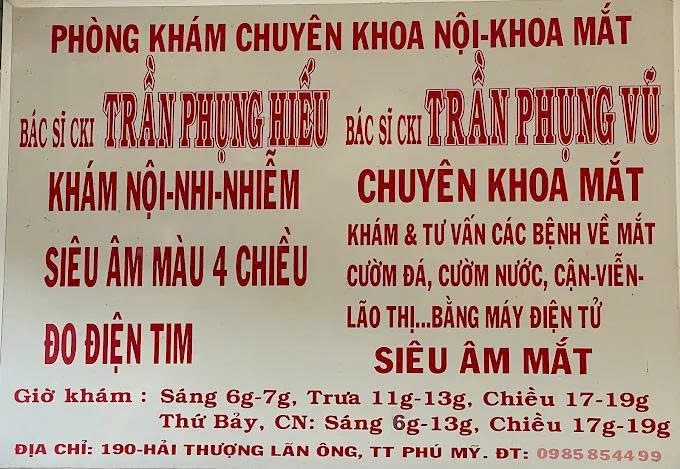 PHÒNG KHÁM CHUYÊN KHOA NỘI-KHOA MẮT
BÁC SĨ CKI TRẦN PHỤNG HIẾU
KHÁM NỘI-NHI-NHIỄM
SIÊU ÂM MÀU 4 CHIỀU
ĐO ĐIỆN TIM
BÁC SĨ CKI TRẦN PHỤNG VŨ
CHUYÊN KHOA MẮT
KHÁM & TƯ VẤN CÁC BỆNH VỀ MẮT
CƯỜM ĐÁ, CƯỜM NƯỚC, CẬN-VIỄN-
LÃO THỊ...BẰNG MÁY ĐIỆN TỬ
SIÊU ÂM MẮT
Giờ khám : Sáng 6g-7g, Trưa 11g-13g, Chiều 17-19g
Thứ Bảy, CN: Sáng 6g-13g, Chiều 17g-19g
ĐỊA CHỈ: 190-HẢI THƯỢNG LÃN ÔNG, TT PHÚ MỸ. ĐT: 0985854499